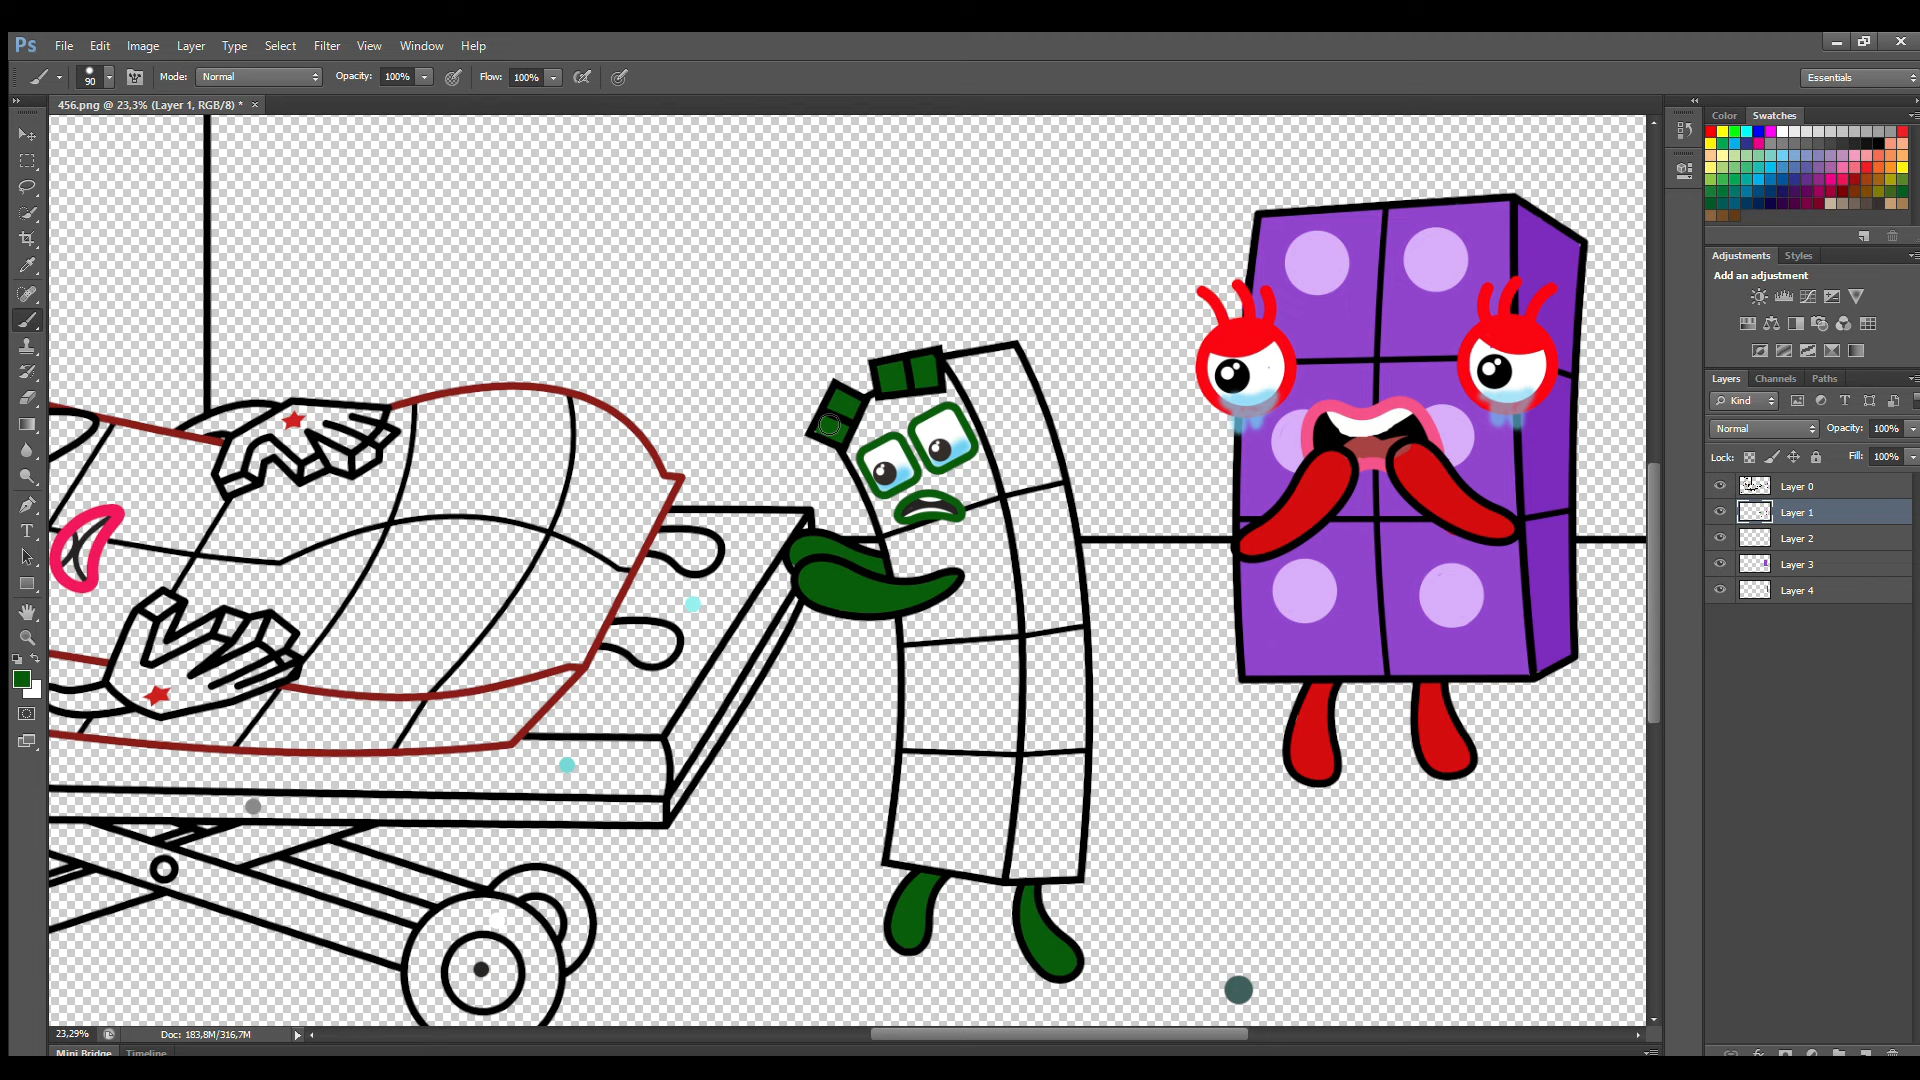 Ps File Edit Image Layer Type Select Filter View Window Help
90 Mode: Normal Opacity: 100% Flow: 100% Essentials
456.png @ 23,3% (Layer 1, RGB/8) *
Color Swatches
Adjustments Styles
Add an adjustment
Layers Channels Paths
Kind
Normal Opacity: 100%
Lock: Fill: 100%
Layer 0
Layer 1
Layer 2
Layer 3
Layer 4
23,29% Doc: 183,8M/316,7M
Mini Bridge Timeline